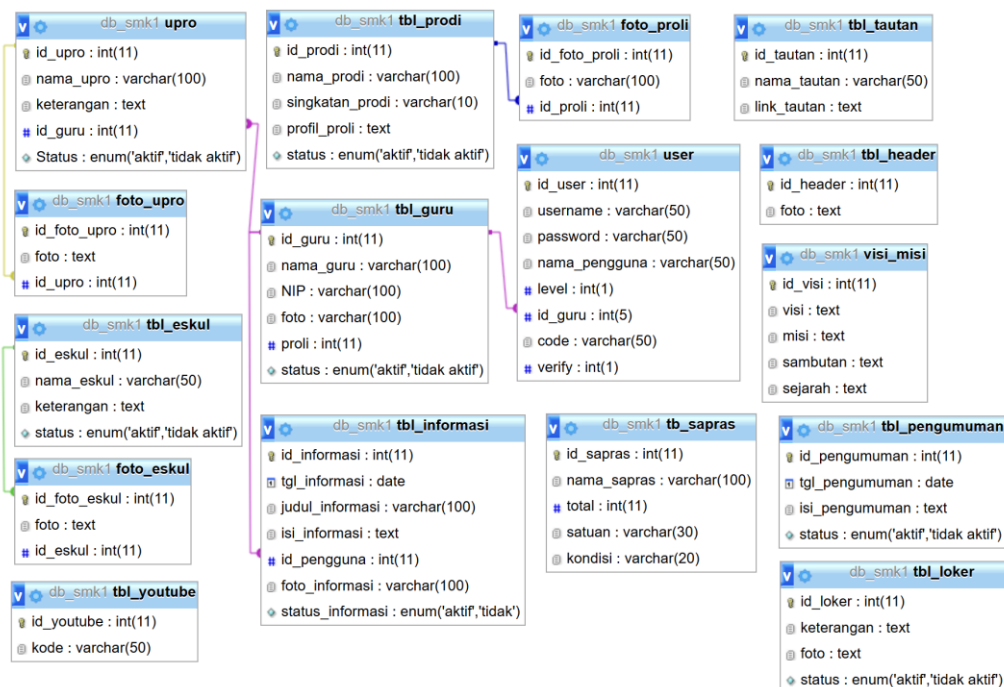 db_smk1 upro
id_upro : int(11)
nama_upro : varchar(100)
keterangan : text
id_guru : int(11)
Status : enum('aktif','tidak aktif')
db_smk1 foto_upro
id_foto_upro : int(11)
foto : text
id_upro : int(11)
db_smk1 tbl_eskul
id_eskul : int(11)
nama_eskul : varchar(50)
keterangan : text
status : enum('aktif','tidak aktif')
db_smk1 foto_eskul
id_foto_eskul : int(11)
foto : text
id_eskul : int(11)
db_smk1 tbl_youtube
id_youtube : int(11)
kode : varchar(50)
db_smk1 tbl_prodi
id_prodi : int(11)
nama_prodi : varchar(100)
singkatan_prodi : varchar(10)
profil_proli : text
status : enum('aktif','tidak aktif')
db_smk1 tbl_guru
id_guru : int(11)
nama_guru : varchar(100)
NIP : varchar(100)
foto : varchar(100)
proli : int(11)
status : enum('aktif','tidak aktif')
db_smk1 tbl_informasi
id_informasi : int(11)
tgl_informasi : date
judul_informasi : varchar(100)
isi_informasi : text
id_pengguna : int(11)
foto_informasi : varchar(100)
status_informasi : enum('aktif','tidak')
db_smk1 foto_proli
id_foto_proli : int(11)
foto : varchar(100)
id_proli : int(11)
db_smk1 user
id_user : int(11)
username : varchar(50)
password : varchar(50)
nama_pengguna : varchar(50)
level : int(1)
id_guru : int(5)
code : varchar(50)
verify : int(1)
db_smk1 tb_sapras
id_sapras : int(11)
nama_sapras : varchar(100)
total : int(11)
satuan : varchar(30)
kondisi : varchar(20)
db_smk1 tbl_tautan
id_tautan : int(11)
nama_tautan : varchar(50)
link_tautan : text
db_smk1 tbl_header
id_header : int(11)
foto : text
db_smk1 visi_misi
id_visi : int(11)
visi : text
misi : text
sambutan : text
sejarah : text
db_smk1 tbl_pengumuman
id_pengumuman : int(11)
tgl_pengumuman : date
isi_pengumuman : text
status : enum('aktif','tidak aktif')
db_smk1 tbl_loker
id_loker : int(11)
keterangan : text
foto : text
status : enum('aktif','tidak aktif')